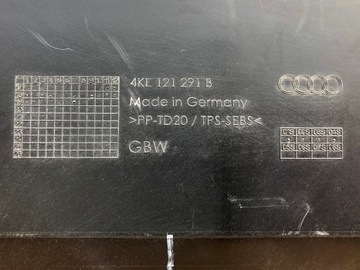 4KE 121 291 B
Made in Germany
>PP-TD20 / TPS-SEBS<
GBW